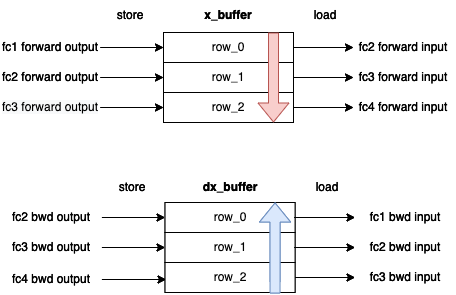 store x_buffer load
fc1 forward output row_0 fc2 forward input
fc2 forward output row_1 fc3 forward input
fc3 forward output row_2 fc4 forward input
store dx_buffer load
fc2 bwd output row_0 fc1 bwd input
fc3 bwd output row_1 fc2 bwd input
fc4 bwd output row_2 fc3 bwd input